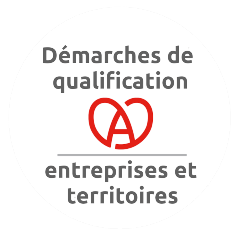 Démarches de
qualification
A
entreprises et
territoires